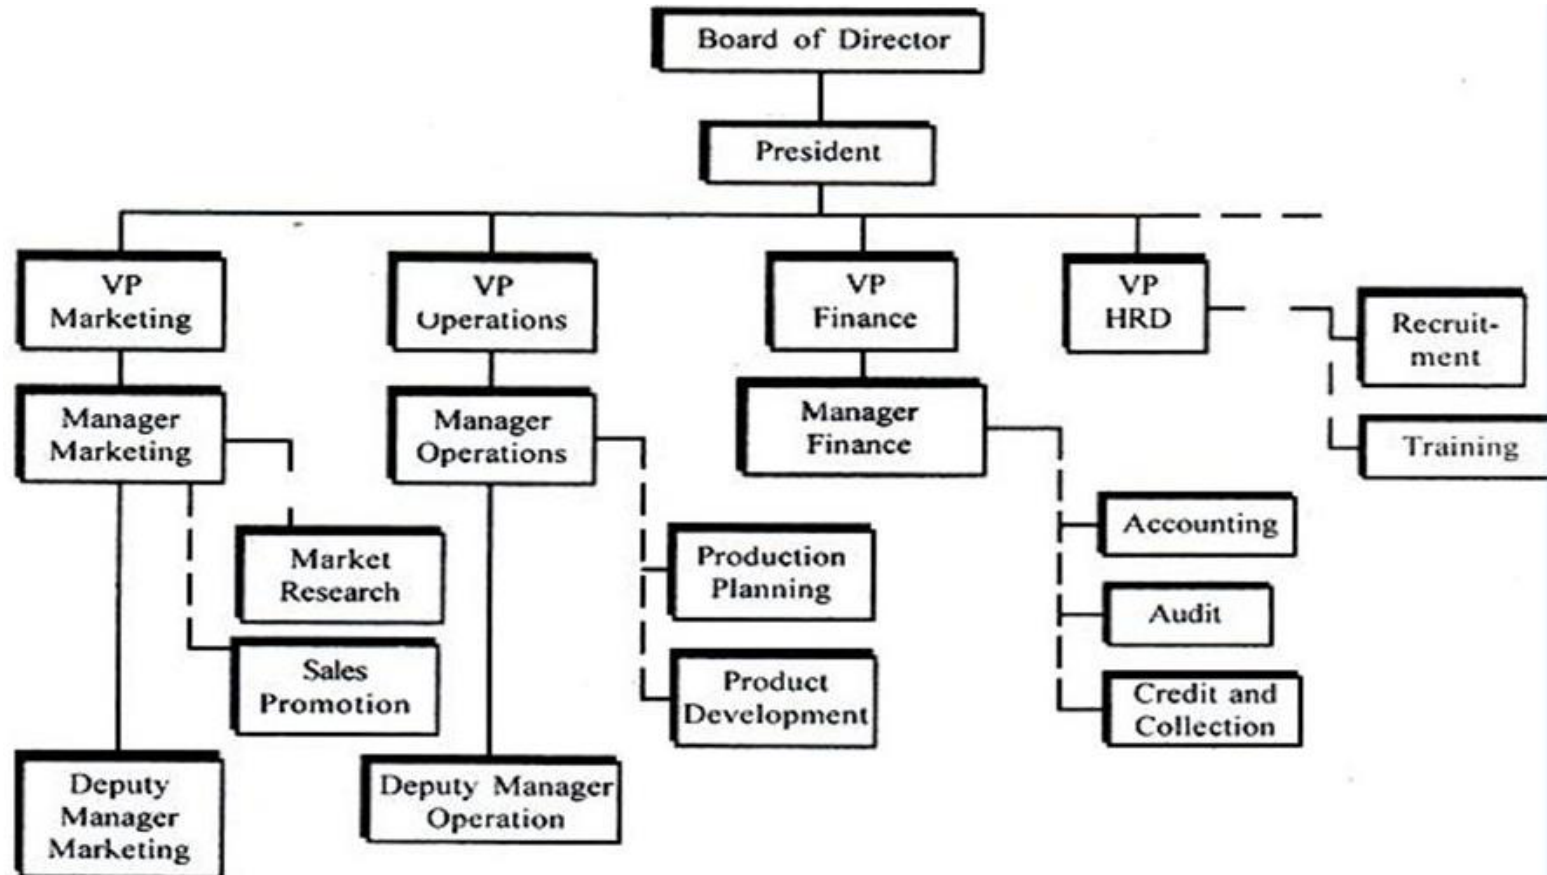 Board of Director
President
VP
Marketing
VP
Operations
VP
Finance
VP
HRD
Recruit-
ment
Training
Manager
Marketing
Manager
Operations
Manager
Finance
Accounting
Audit
Credit and
Collection
Market
Research
Sales
Promotion
Production
Planning
Product
Development
Deputy
Manager
Marketing
Deputy Manager
Operation